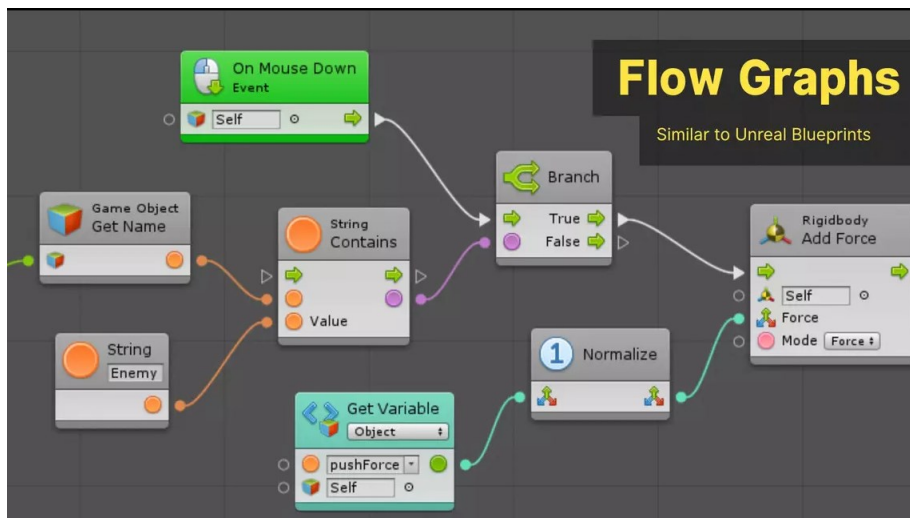 Flow Graphs
Similar to Unreal Blueprints
On Mouse Down
Event
Self
Game Object
Get Name
String
Contains
Value
String
Enemy
Branch
True
False
Rigidbody
Add Force
Self
Force
Mode Force
1 Normalize
Get Variable
Object
pushForce
Self